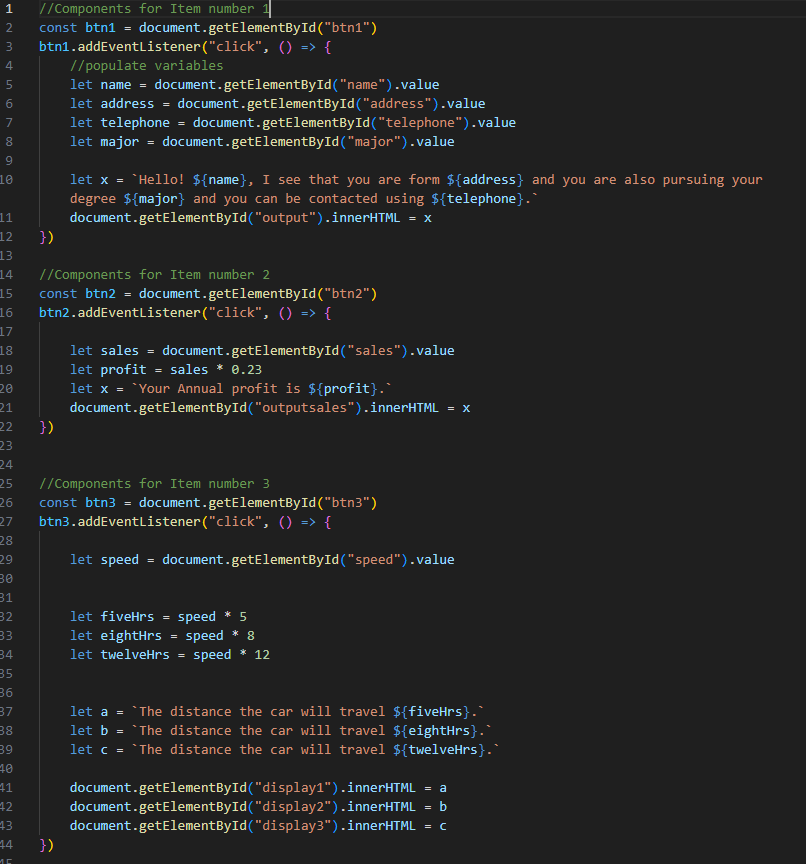 1 //Components for Item number 1
2 const btn1 = document.getElementById("btn1")
3 btn1.addEventListener("click", () => {
4     //populate variables
5     let name = document.getElementById("name").value
6     let address = document.getElementById("address").value
7     let telephone = document.getElementById("telephone").value
8     let major = document.getElementById("major").value
9
10     let x = `Hello! ${name}, I see that you are form ${address} and you are also pursuing your
    degree ${major} and you can be contacted using ${telephone}.`
11     document.getElementById("output").innerHTML = x
12 })
13
14 //Components for Item number 2
15 const btn2 = document.getElementById("btn2")
16 btn2.addEventListener("click", () => {
17
18     let sales = document.getElementById("sales").value
19     let profit = sales * 0.23
20     let x = `Your Annual profit is ${profit}.`
21     document.getElementById("outputsales").innerHTML = x
22 })
23
24
25 //Components for Item number 3
26 const btn3 = document.getElementById("btn3")
27 btn3.addEventListener("click", () => {
28
29     let speed = document.getElementById("speed").value
30
31
32     let fiveHrs = speed * 5
33     let eightHrs = speed * 8
34     let twelveHrs = speed * 12
35
36
37     let a = `The distance the car will travel ${fiveHrs}.`
38     let b = `The distance the car will travel ${eightHrs}.`
39     let c = `The distance the car will travel ${twelveHrs}.`
40
41     document.getElementById("display1").innerHTML = a
42     document.getElementById("display2").innerHTML = b
43     document.getElementById("display3").innerHTML = c
44 })
45